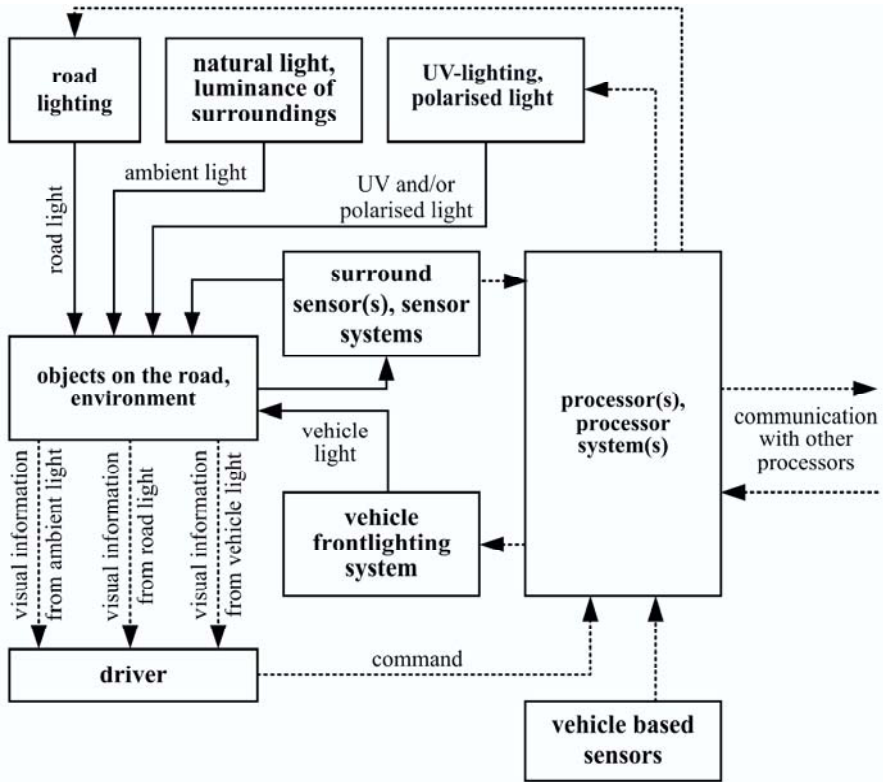 road
lighting
natural light,
luminance of
surroundings
UV-lighting,
polarised light
road light
ambient light
UV and/or
polarised light
surround
sensor(s), sensor
systems
objects on the road,
environment
processor(s),
processor
system(s)
communication
with other
processors
vehicle
light
visual information
from ambient light
visual information
from road light
visual information
from vehicle light
vehicle
frontlighting
system
driver
command
vehicle based
sensors